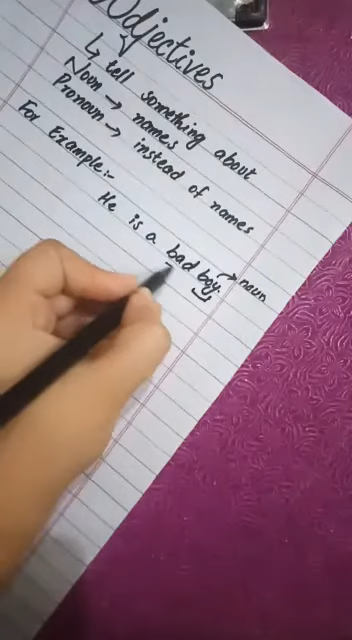 Adjectives
↳ tell something about
Noun → names
Pronoun → instead of names
For Example:-
He is a bad boy. → noun